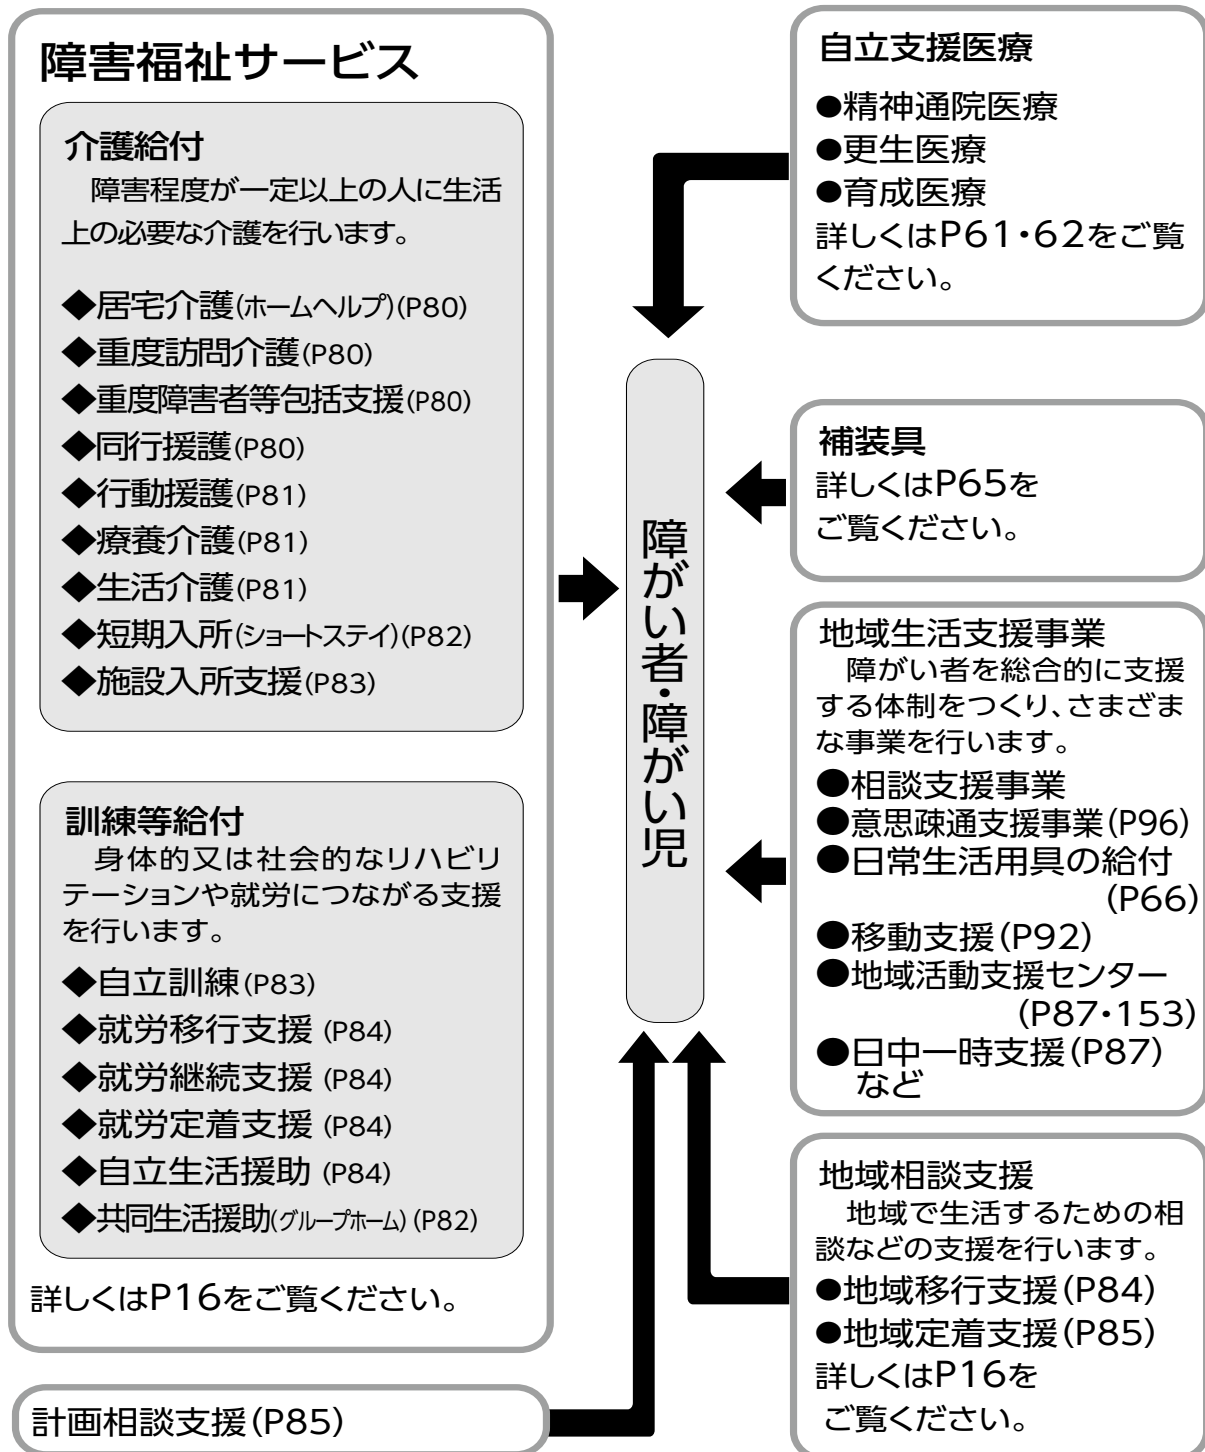 障害福祉サービス
介護給付
障害程度が一定以上の人に生活
上の必要な介護を行います。
◆居宅介護(ホームヘルプ)(P80)
◆重度訪問介護(P80)
◆重度障害者等包括支援(P80)
◆同行援護(P80)
◆行動援護(P81)
◆療養介護(P81)
◆生活介護(P81)
◆短期入所(ショートステイ)(P82)
◆施設入所支援(P83)
訓練等給付
身体的又は社会的なリハビリ
テーションや就労につながる支援
を行います。
◆自立訓練(P83)
◆就労移行支援 (P84)
◆就労継続支援 (P84)
◆就労定着支援 (P84)
◆自立生活援助 (P84)
◆共同生活援助(グループホーム) (P82)
詳しくはP16をご覧ください。
計画相談支援(P85)
障がい者・障がい児
自立支援医療
●精神通院医療
●更生医療
●育成医療
詳しくはP61・62をご覧
ください。
補装具
詳しくはP65を
ご覧ください。
地域生活支援事業
障がい者を総合的に支援
する体制をつくり、さまざま
な事業を行います。
●相談支援事業
●意思疎通支援事業(P96)
●日常生活用具の給付
(P66)
●移動支援(P92)
●地域活動支援センター
(P87・153)
●日中一時支援(P87)
など
地域相談支援
地域で生活するための相
談などの支援を行います。
●地域移行支援(P84)
●地域定着支援(P85)
詳しくはP16を
ご覧ください。